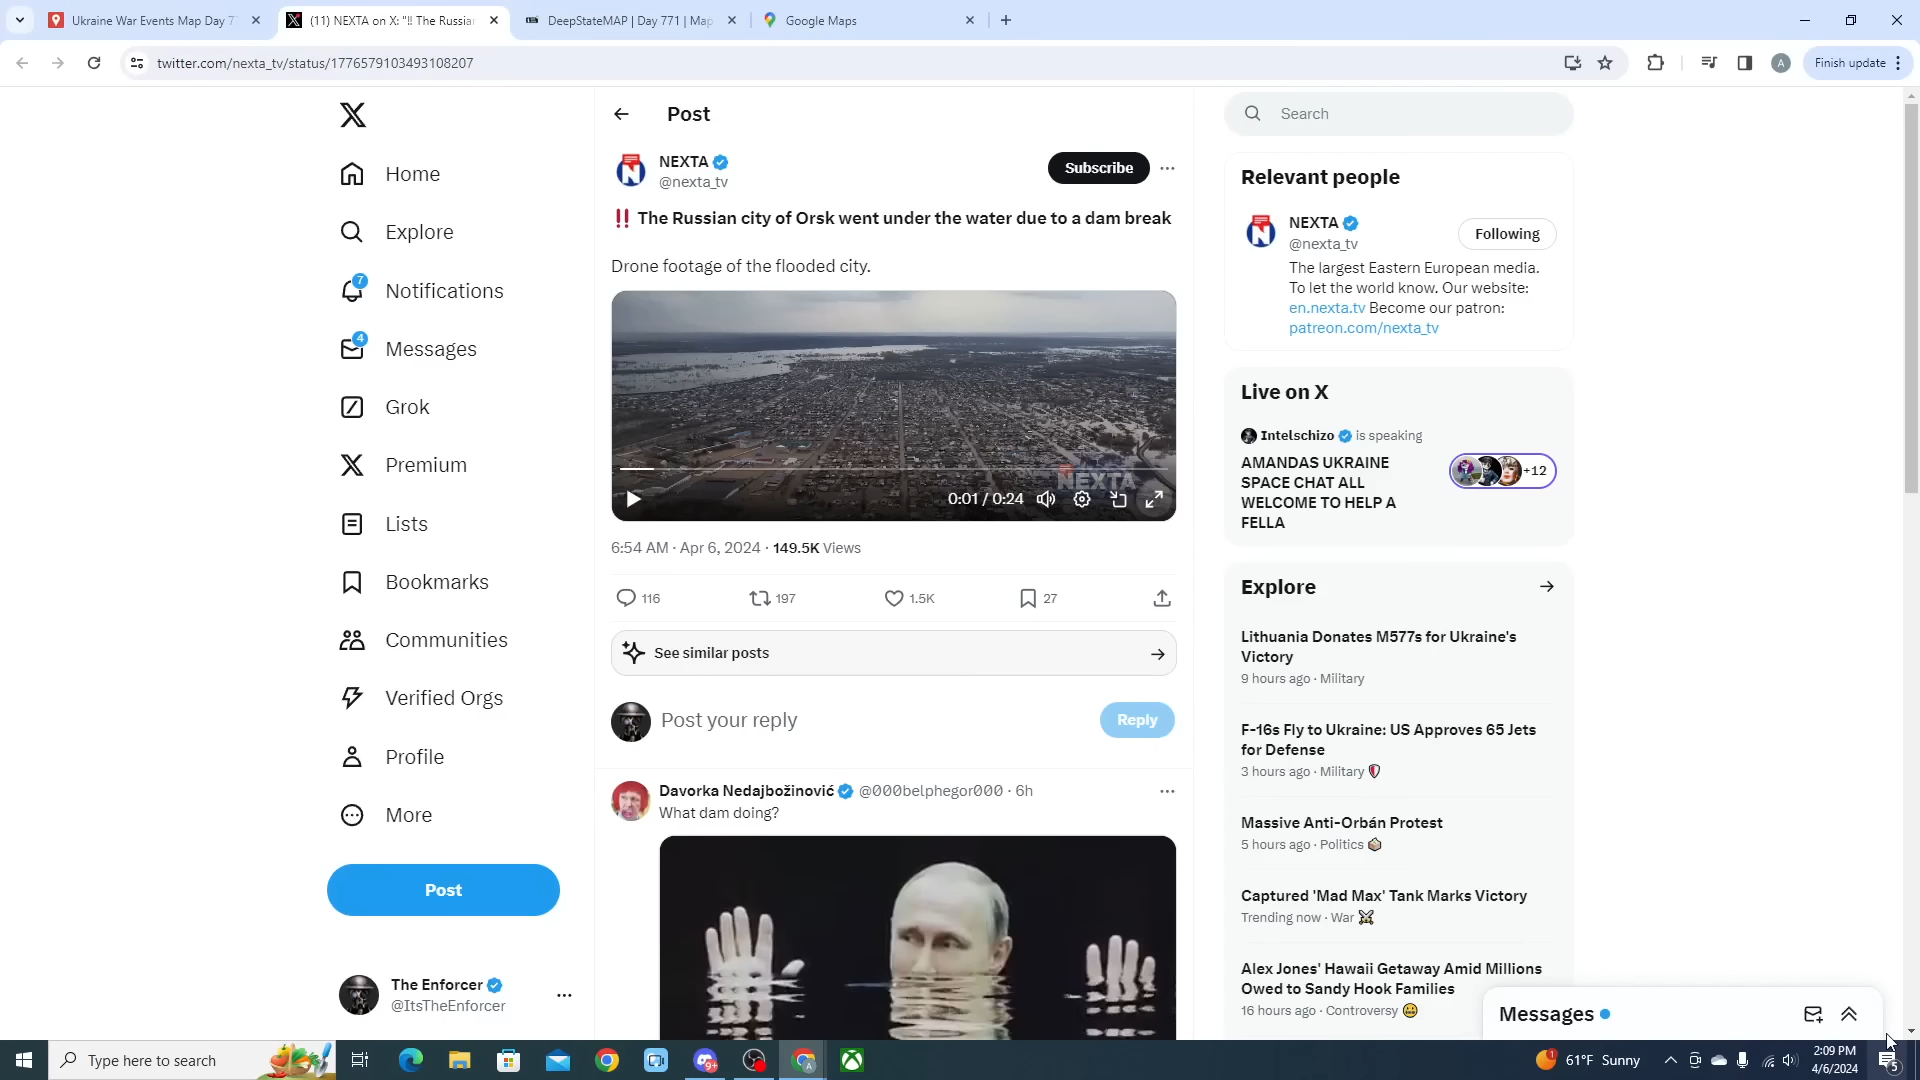 Ukraine War Events Map Day 7
(11) NEXTA on X: "!! The Russian
DeepStateMAP | Day 771 | Map
Google Maps
twitter.com/nexta_tv/status/1776579103493108207
A
Finish update
Home
Explore
7
Notifications
4
Messages
Grok
Premium
Lists
Bookmarks
Communities
Verified Orgs
Profile
More
Post
The Enforcer
@ItsTheEnforcer
Post
NEXTA
@nexta_tv
Subscribe
‼ The Russian city of Orsk went under the water due to a dam break
Drone footage of the flooded city.
NEXTA
0:01 / 0:24
6:54 AM · Apr 6, 2024 · 149.5K Views
116
197
1.5K
27
See similar posts
Post your reply
Reply
Davorka Nedajbožinović @000belphegor000 · 6h
What dam doing?
Search
Relevant people
NEXTA
@nexta_tv
Following
The largest Eastern European media.
To let the world know. Our website:
en.nexta.tv Become our patron:
patreon.com/nexta_tv
Live on X
Intelschizo is speaking
AMANDAS UKRAINE
SPACE CHAT ALL
WELCOME TO HELP A
FELLA
+12
Explore
Lithuania Donates M577s for Ukraine's
Victory
9 hours ago · Military
F-16s Fly to Ukraine: US Approves 65 Jets
for Defense
3 hours ago · Military
Massive Anti-Orbán Protest
5 hours ago · Politics
Captured 'Mad Max' Tank Marks Victory
Trending now · War
Alex Jones' Hawaii Getaway Amid Millions
Owed to Sandy Hook Families
16 hours ago · Controversy
Messages
Type here to search
9+
1
61°F Sunny
2:09 PM
4/6/2024
5